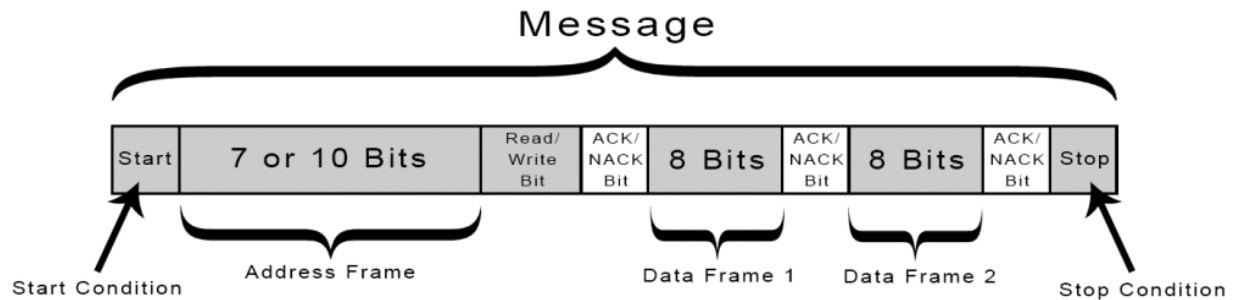 Message
Start
7 or 10 Bits
Read/
Write
Bit
ACK/
NACK
Bit
8 Bits
ACK/
NACK
Bit
8 Bits
ACK/
NACK
Bit
Stop
Start Condition
Address Frame
Data Frame 1
Data Frame 2
Stop Condition